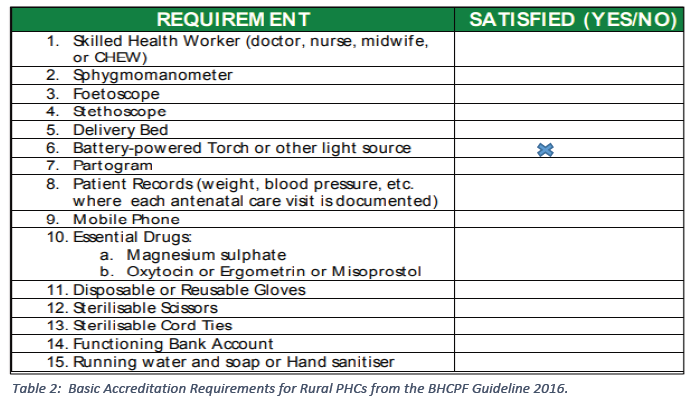 REQUIREMENT SATISFIED (YES/NO)
1. Skilled Health Worker (doctor, nurse, midwife,
or CHEW)
2. Sphygmomanometer
3. Foetoscope
4. Stethoscope
5. Delivery Bed
6. Battery-powered Torch or other light source
7. Partogram
8. Patient Records (weight, blood pressure, etc.
where each antenatal care visit is documented)
9. Mobile Phone
10. Essential Drugs:
a. Magnesium sulphate
b. Oxytocin or Ergometrin or Misoprostol
11. Disposable or Reusable Gloves
12. Sterilisable Scissors
13. Sterilisable Cord Ties
14. Functioning Bank Account
15. Running water and soap or Hand sanitiser
Table 2: Basic Accreditation Requirements for Rural PHCs from the BHCPF Guideline 2016.